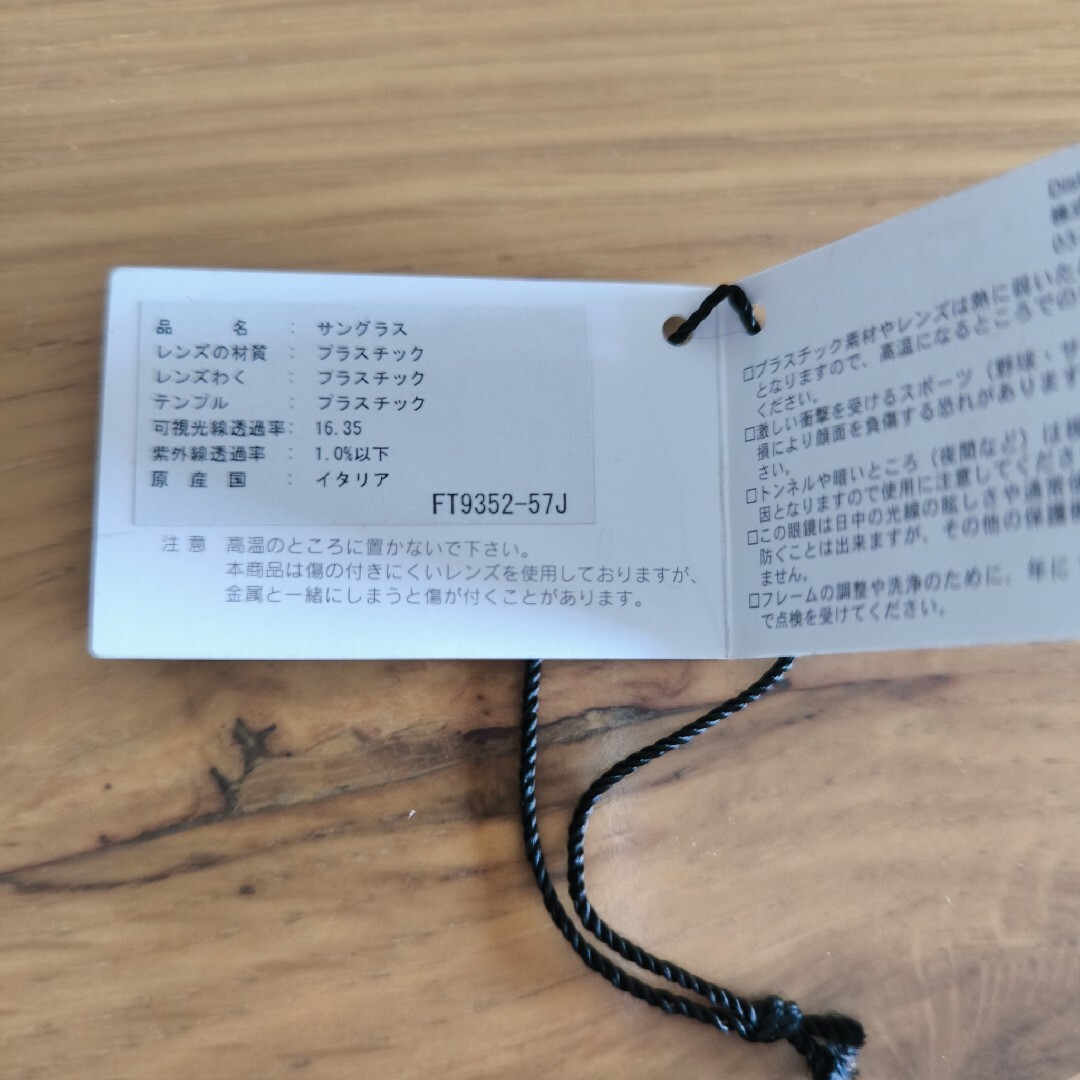 品　　名 ： サングラス
レンズの材質 ： プラスチック
レンズわく ： プラスチック
テンプル ： プラスチック
可視光線透過率： 16.35
紫外線透過率 ： 1.0%以下
原 産 国 ： イタリア
FT9352-57J
注 意 高温のところに置かないで下さい。
本商品は傷の付きにくいレンズを使用しておりますが、
金属と一緒にしまうと傷が付くことがあります。
03-
□プラスチック素材やレンズは熱に弱いため
となりますので、高温になるところでの
ください。
□激しい衝撃を受けるスポーツ（野球・サ
損により顔面を負傷する恐れがあります
さい。
□トンネルや暗いところ（夜間など）は視
因となりますので使用に注意してくださ
□この眼鏡は日中の光線の眩しさや通常使
防ぐことは出来ますが、その他の保護
ません。
□フレームの調整や洗浄のために、年に
で点検を受けてください。